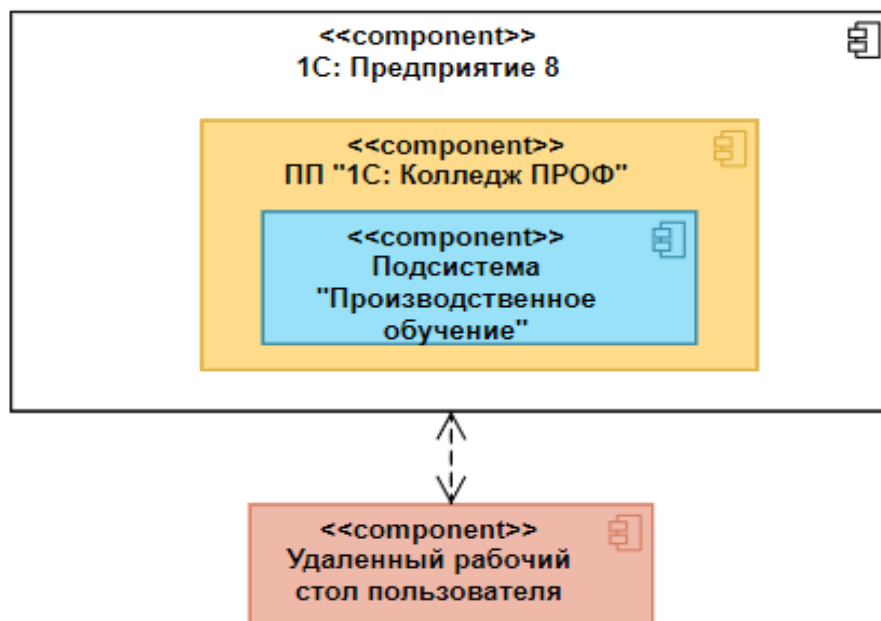 <<component>>
1С: Предприятие 8
<<component>>
ПП "1С: Колледж ПРОФ"
<<component>>
Подсистема
"Производственное
обучение"
<<component>>
Удаленный рабочий
стол пользователя